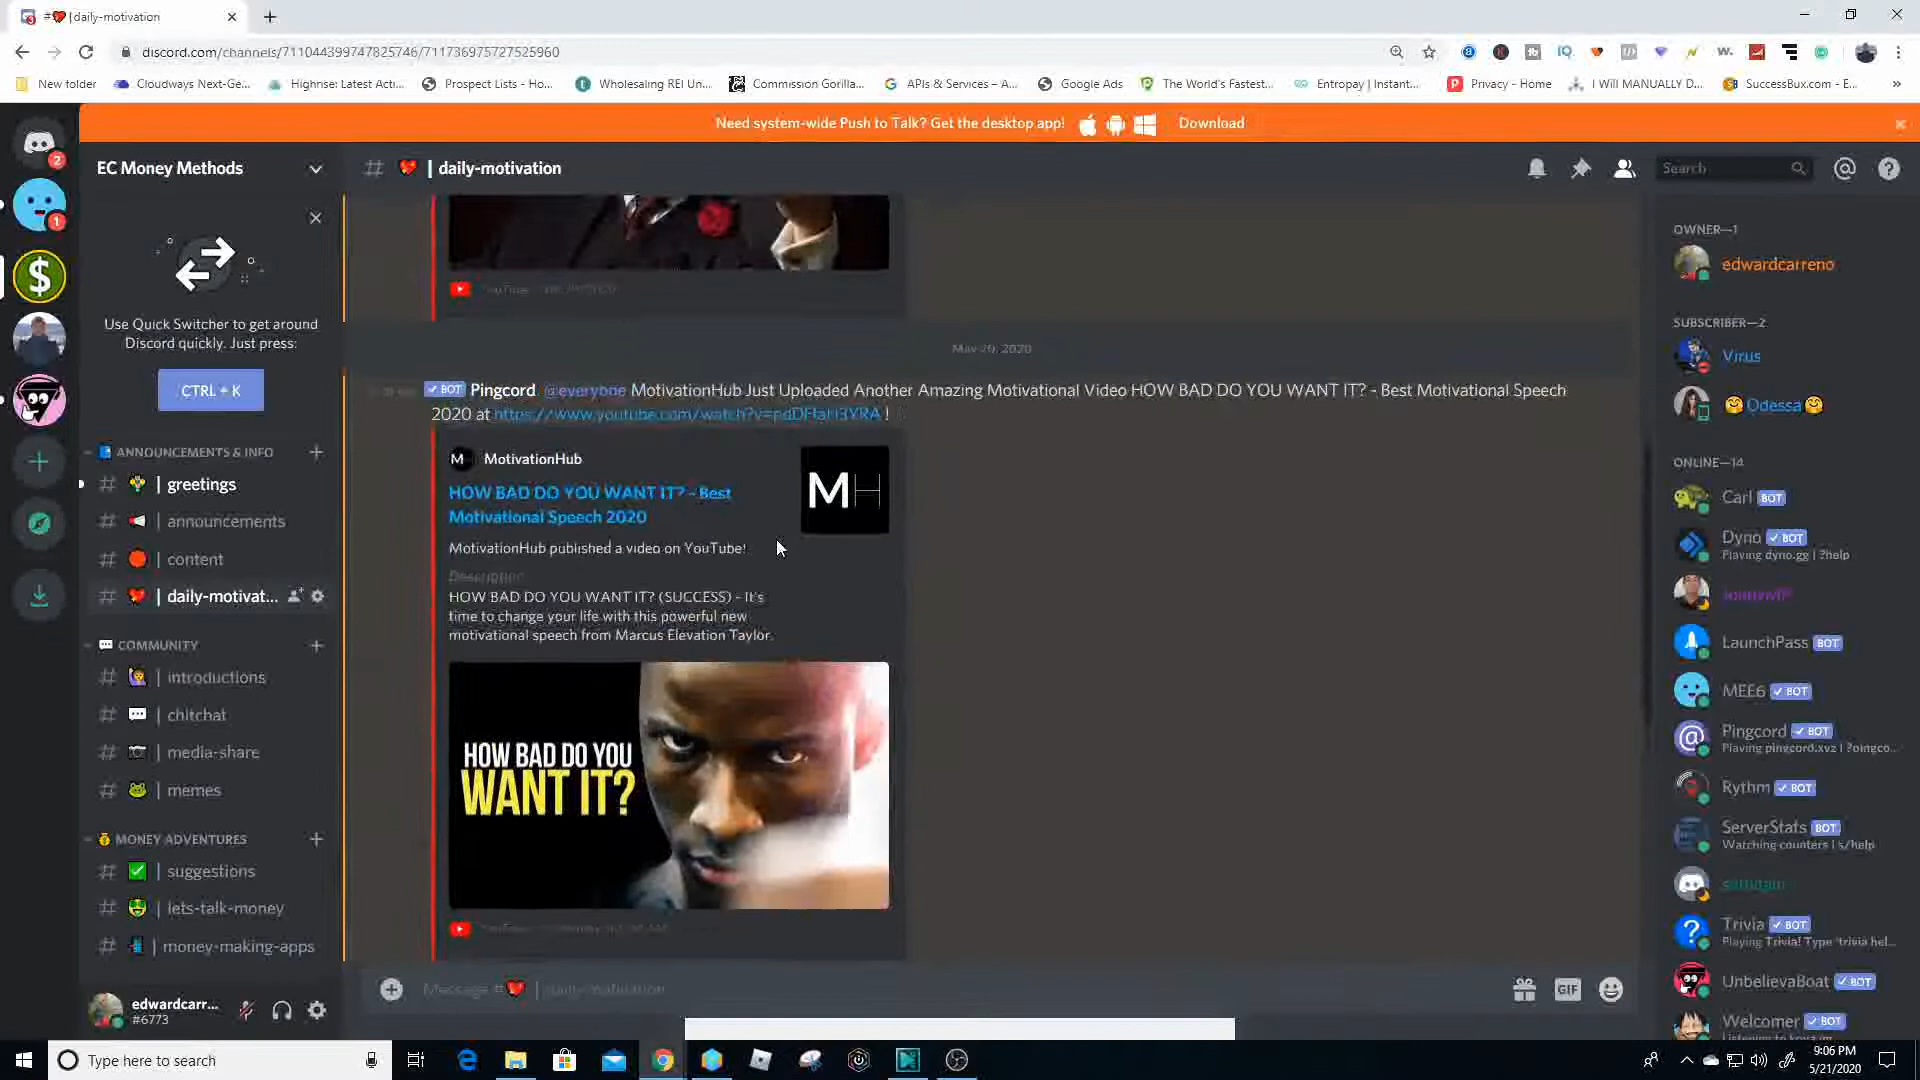 #❤️ | daily-motivation
discord.com/channels/711044399747825746/711736975727525960
New folder
Cloudways Next-Ge...
Highrise: Latest Acti...
Prospect Lists - Ho...
Wholesaling REI Un...
Commission Gorilla...
APIs & Services – A...
Google Ads
The World's Fastest...
Entropay | Instant...
Privacy - Home
I Will MANUALLY D...
SuccessBux.com - E...
Need system-wide Push to Talk? Get the desktop app!
Download
2
1
EC Money Methods
Use Quick Switcher to get around
Discord quickly. Just press:
CTRL + K
ANNOUNCEMENTS & INFO
| greetings
| announcements
| content
| daily-motivat...
COMMUNITY
| introductions
| chitchat
| media-share
| memes
MONEY ADVENTURES
| suggestions
| lets-talk-money
| money-making-apps
edwardcarr...
#6773
# ❤️ | daily-motivation
Search
May 20, 2020
BOT Pingcord @everyone MotivationHub Just Uploaded Another Amazing Motivational Video HOW BAD DO YOU WANT IT? - Best Motivational Speech
2020 at !
MotivationHub
MH
HOW BAD DO YOU WANT IT? - Best
Motivational Speech 2020
MotivationHub published a video on YouTube!
Description
HOW BAD DO YOU WANT IT? (SUCCESS) - It's
time to change your life with this powerful new
motivational speech from Marcus Elevation Taylor.
HOW BAD DO YOU
WANT IT?
Message #❤️ | daily-motivation
GIF
OWNER—1
edwardcarreno
SUBSCRIBER—2
Virus
Odessa
ONLINE—14
Carl BOT
Dyno BOT
Playing dyno.gg | ?help
LaunchPass BOT
MEE6 BOT
Pingcord BOT
Playing pingcord.xyz | ?pingco...
Rythm BOT
ServerStats BOT
Watching counters | s/help
Trivia BOT
Playing Trivia! Type 'trivia hel...
UnbelievaBoat BOT
Welcomer BOT
Type here to search
9:06 PM
5/21/2020